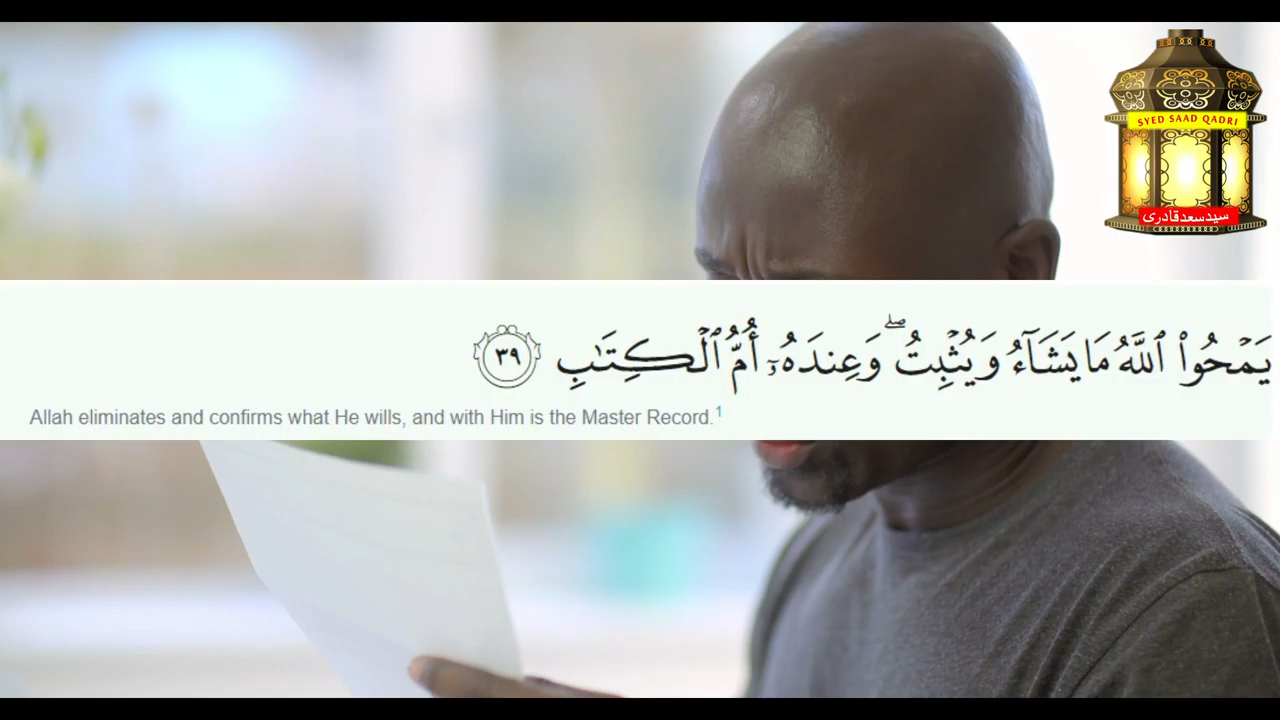 SYED SAAD QADRI
سیدسعدقادری
يَمْحُوا۟ ٱللَّهُ مَا يَشَآءُ وَيُثْبِتُ ۖ وَعِندَهُۥٓ أُمُّ ٱلْكِتَـٰبِ ٣٩
Allah eliminates and confirms what He wills, and with Him is the Master Record.1